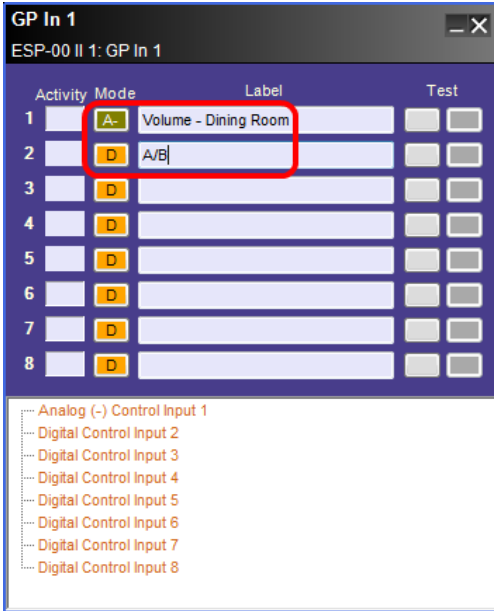 GP In 1
ESP-00 II 1: GP In 1
Activity Mode Label Test
1 A- Volume - Dining Room
2 D A/B
3 D
4 D
5 D
6 D
7 D
8 D
Analog (-) Control Input 1
Digital Control Input 2
Digital Control Input 3
Digital Control Input 4
Digital Control Input 5
Digital Control Input 6
Digital Control Input 7
Digital Control Input 8